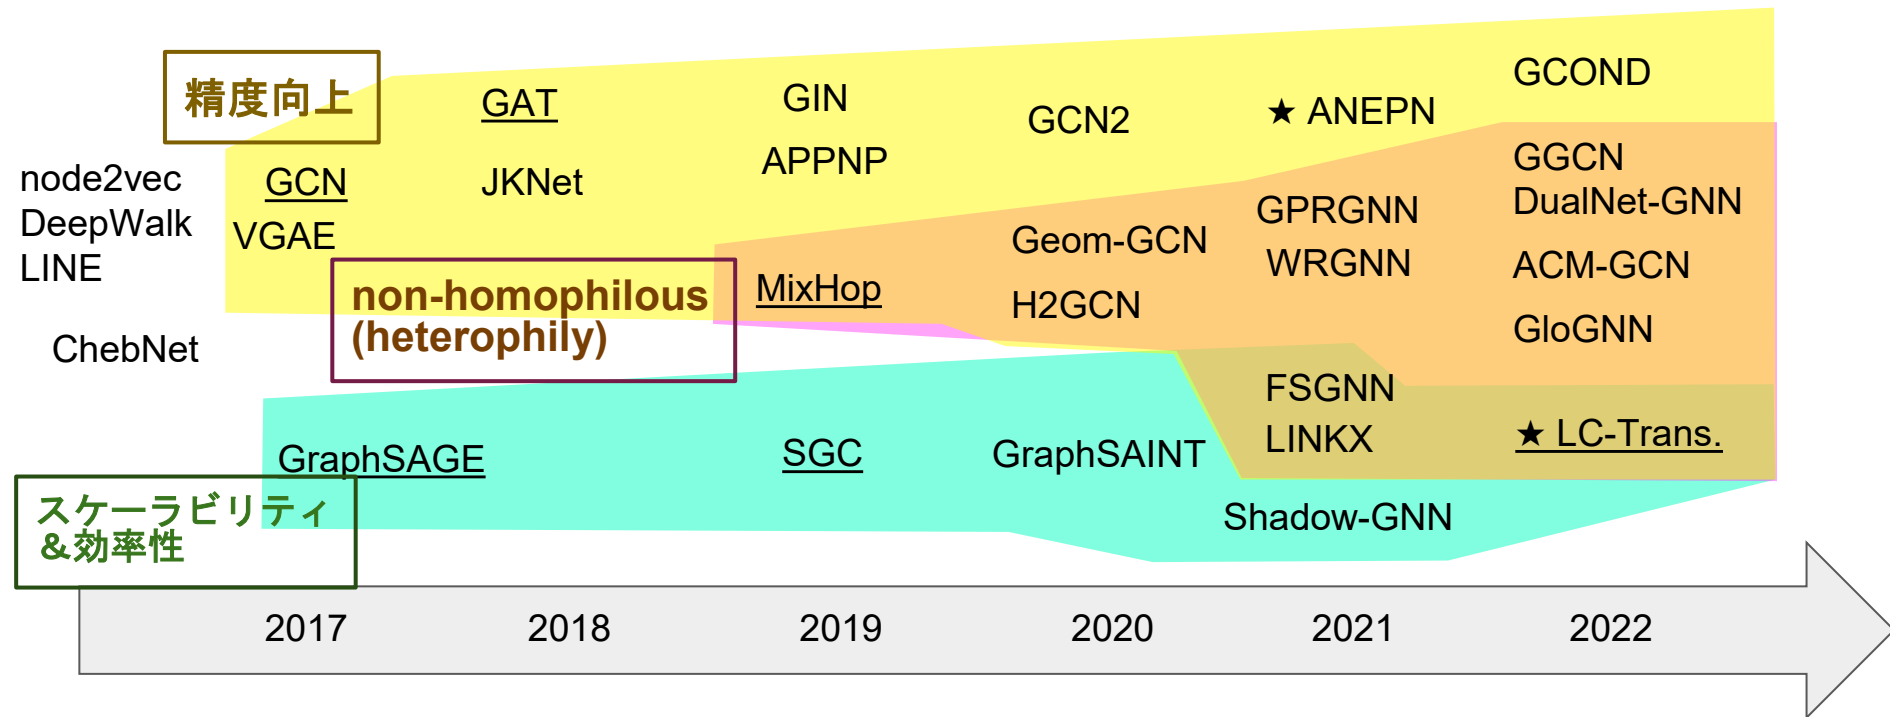 精度向上
node2vec
DeepWalk
LINE
ChebNet
GCN
VGAE
GAT
JKNet
GIN
APPNP
GCN2
★ ANEPN
GCOND
non-homophilous
(heterophily)
MixHop
Geom-GCN
H2GCN
GPRGNN
WRGNN
GGCN
DualNet-GNN
ACM-GCN
GloGNN
FSGNN
LINKX
★ LC-Trans.
スケーラビリティ
&効率性
GraphSAGE
SGC
GraphSAINT
Shadow-GNN
2017
2018
2019
2020
2021
2022